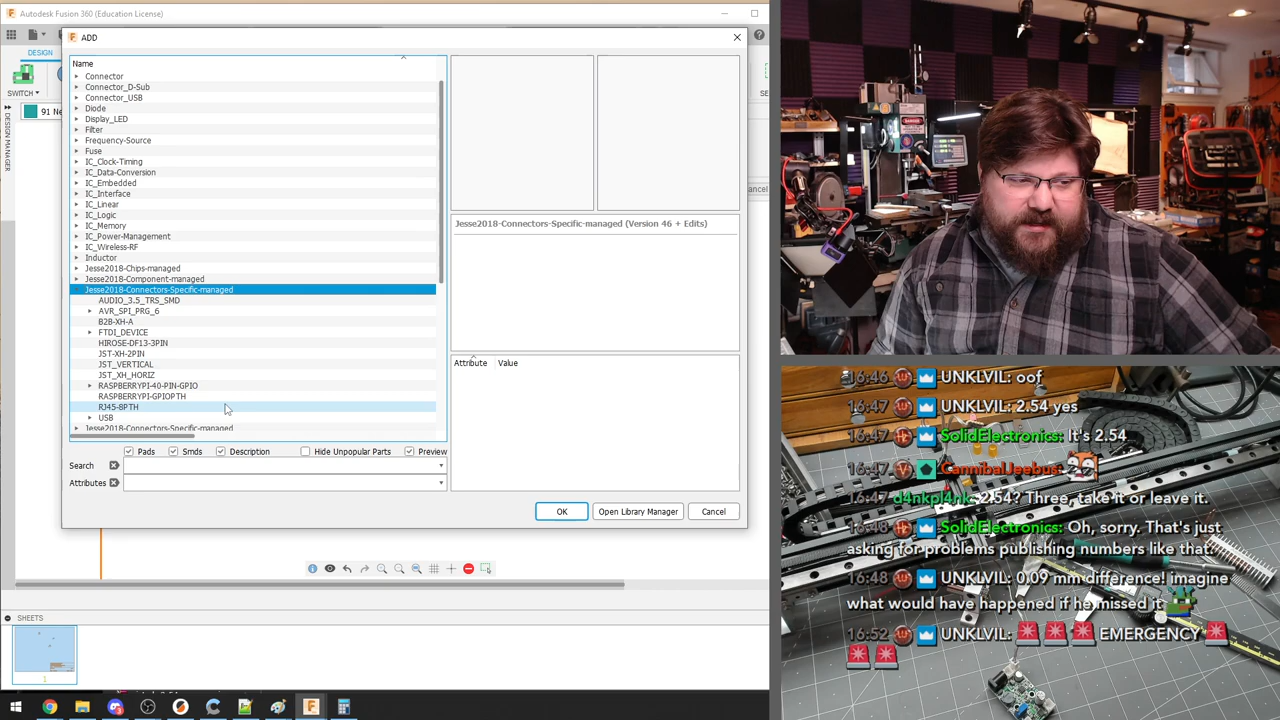 Autodesk Fusion 360 (Education License)
ADD
DESIGN
SWITCH
91 Ne
DESIGN MANAGER
Name
Connector
Connector_D-Sub
Connector_USB
Diode
Display_LED
Filter
Frequency-Source
Fuse
IC_Clock-Timing
IC_Data-Conversion
IC_Embedded
IC_Interface
IC_Linear
IC_Logic
IC_Memory
IC_Power-Management
IC_Wireless-RF
Inductor
Jesse2018-Chips-managed
Jesse2018-Component-managed
Jesse2018-Connectors-Specific-managed
AUDIO_3.5_TRS_SMD
AVR_SPI_PRG_6
B2B-XH-A
FTDI_DEVICE
HIROSE-DF13-3PIN
JST-XH-2PIN
JST_VERTICAL
JST_XH_HORIZ
RASPBERRYPI-40-PIN-GPIO
RASPBERRYPI-GPIOPTH
RJ45-8PTH
USB
Jesse2018-Connectors-Specific-managed
Jesse2018-Connectors-Specific-managed (Version 46 + Edits)
Attribute Value
Pads Smds Description Hide Unpopular Parts Preview
Search
Attributes
OK Open Library Manager Cancel
SE
ancel
SHEETS
1
16:46 UNKLVIL: oof
16:47 UNKLVIL: 2.54 yes
16:47 SolidElectronics: It's 2.54
16:47 CannibalJeebus:
16:47 d4nkpl4nk: 2.54? Three, take it or leave it.
16:48 SolidElectronics: Oh, sorry. That's just
asking for problems publishing numbers like that?
16:48 UNKLVIL: 0.09 mm difference! imagine
what would have happened if he missed it
16:52 UNKLVIL: EMERGENCY